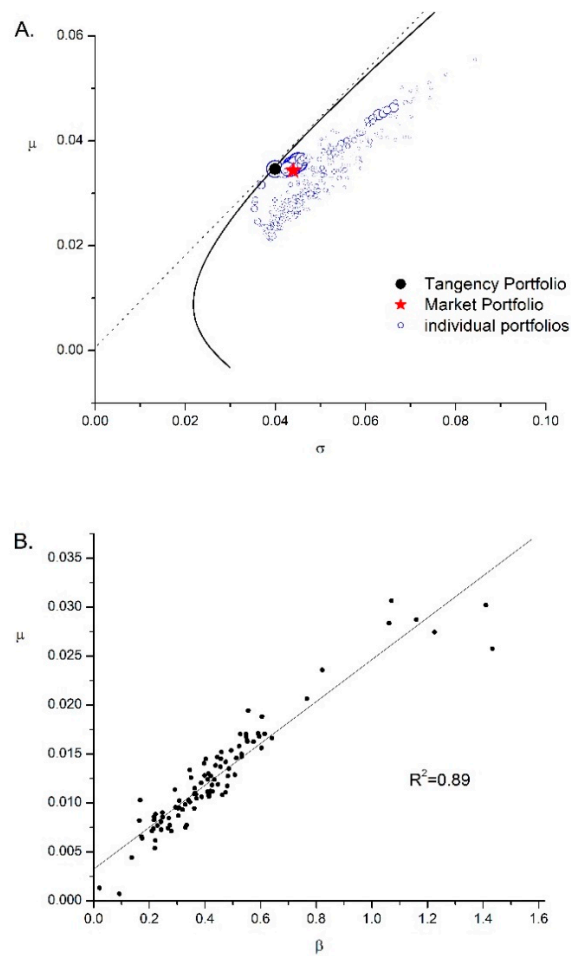 A.
0.06
μ
0.04
0.02
0.00
Tangency Portfolio
Market Portfolio
individual portfolios
0.00
0.02
0.04
0.06
0.08
0.10
σ
B.
0.035
0.030
μ
0.025
0.020
0.015
0.010
0.005
0.000
R²=0.89
0.0
0.2
0.4
0.6
0.8
1.0
1.2
1.4
1.6
β